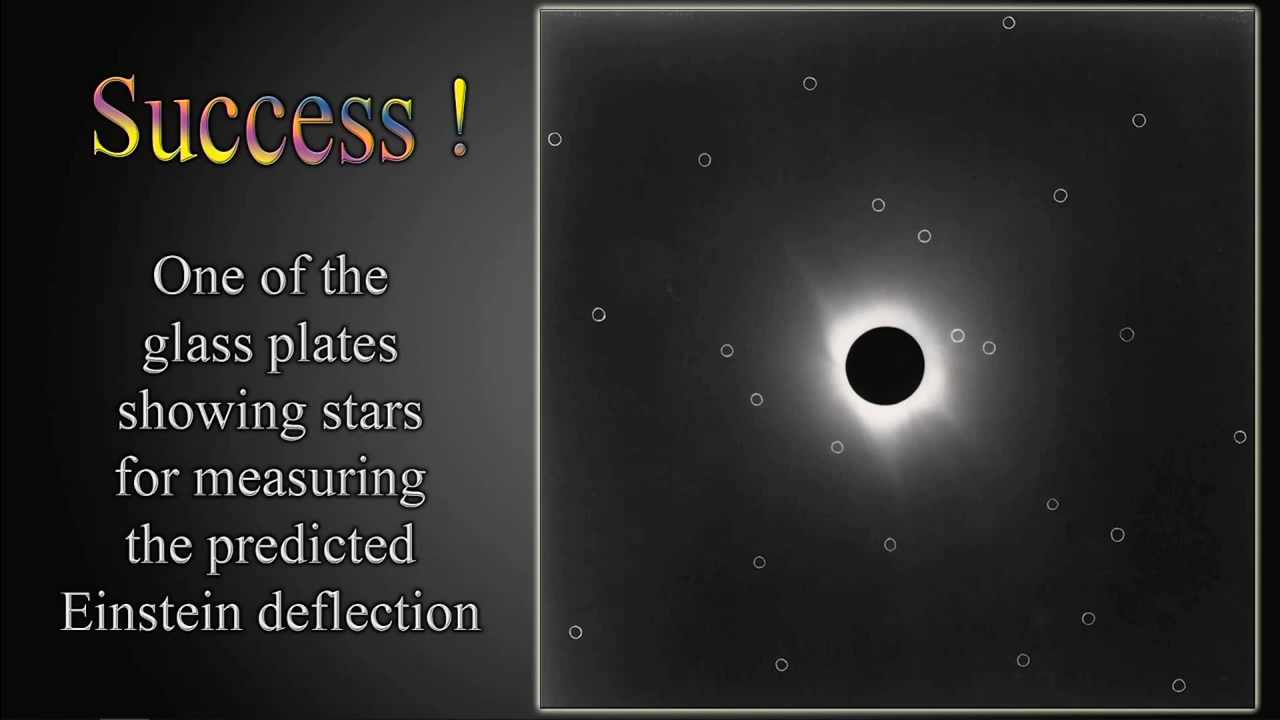 Success !
One of the
glass plates
showing stars
for measuring
the predicted
Einstein deflection